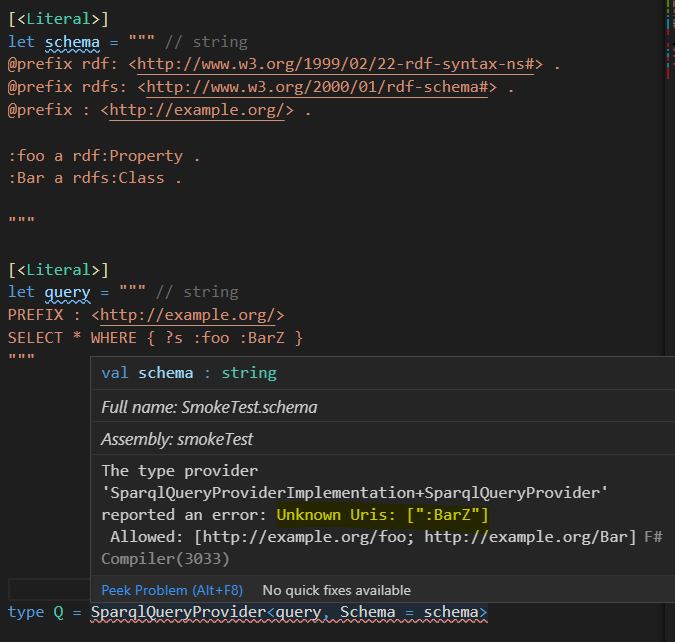 [<Literal>]
let schema = """ // string
@prefix rdf: <http://www.w3.org/1999/02/22-rdf-syntax-ns#> .
@prefix rdfs: <http://www.w3.org/2000/01/rdf-schema#> .
@prefix : <http://example.org/> .
:foo a rdf:Property .
:Bar a rdfs:Class .
"""
[<Literal>]
let query = """ // string
PREFIX : <http://example.org/>
SELECT * WHERE { ?s :foo :BarZ }
"""
val schema : string
Full name: SmokeTest.schema
Assembly: smokeTest
The type provider
'SparqlQueryProviderImplementation+SparqlQueryProvider'
reported an error: Unknown Uris: [":BarZ"]
Allowed: [http://example.org/foo; http://example.org/Bar] F#
Compiler(3033)
Peek Problem (Alt+F8) No quick fixes available
type Q = SparqlQueryProvider<query, Schema = schema>